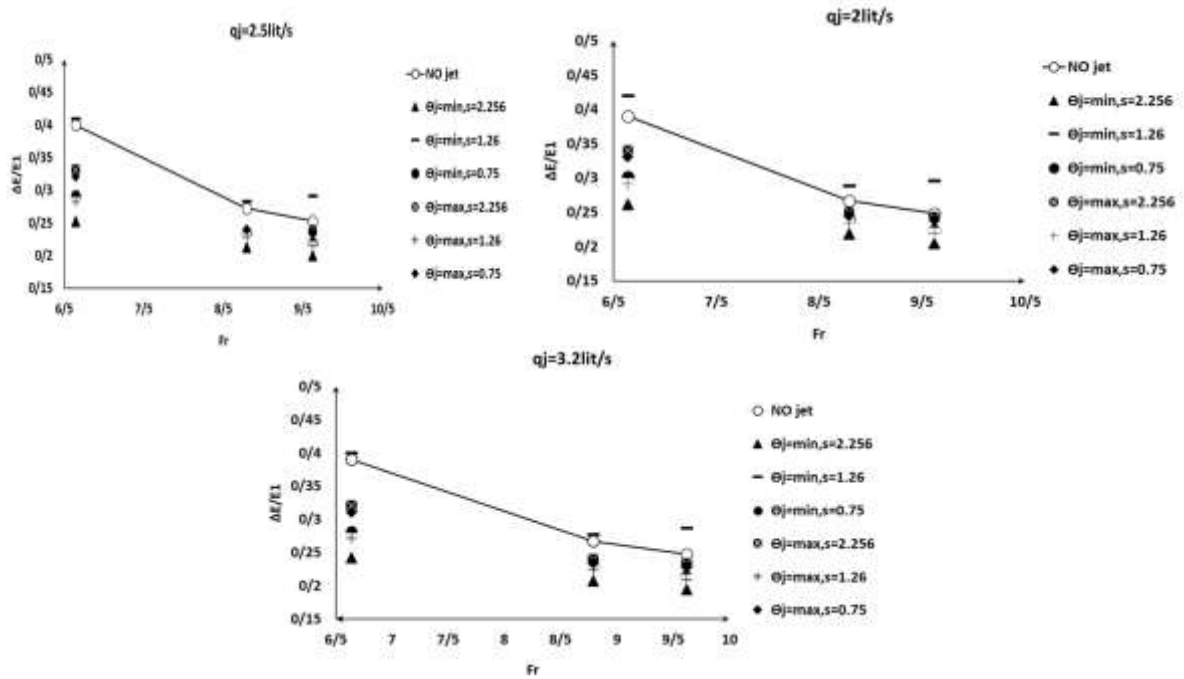 qj=2.5lit/s
ΔE/E1
0/5
0/45
0/4
0/35
0/3
0/25
0/2
0/15
6/5 7/5 8/5 9/5 10/5
Fr
NO jet
Θj=min,s=2.256
Θj=min,s=1.26
Θj=min,s=0.75
Θj=max,s=2.256
Θj=max,s=1.26
Θj=max,s=0.75
qj=2lit/s
ΔE/E1
0/5
0/45
0/4
0/35
0/3
0/25
0/2
0/15
6/5 7/5 8/5 9/5 10/5
Fr
NO jet
Θj=min,s=2.256
Θj=min,s=1.26
Θj=min,s=0.75
Θj=max,s=2.256
Θj=max,s=1.26
Θj=max,s=0.75
qj=3.2lit/s
ΔE/E1
0/5
0/45
0/4
0/35
0/3
0/25
0/2
0/15
6/5 7 7/5 8 8/5 9 9/5 10
Fr
NO jet
Θj=min,s=2.256
Θj=min,s=1.26
Θj=min,s=0.75
Θj=max,s=2.256
Θj=max,s=1.26
Θj=max,s=0.75